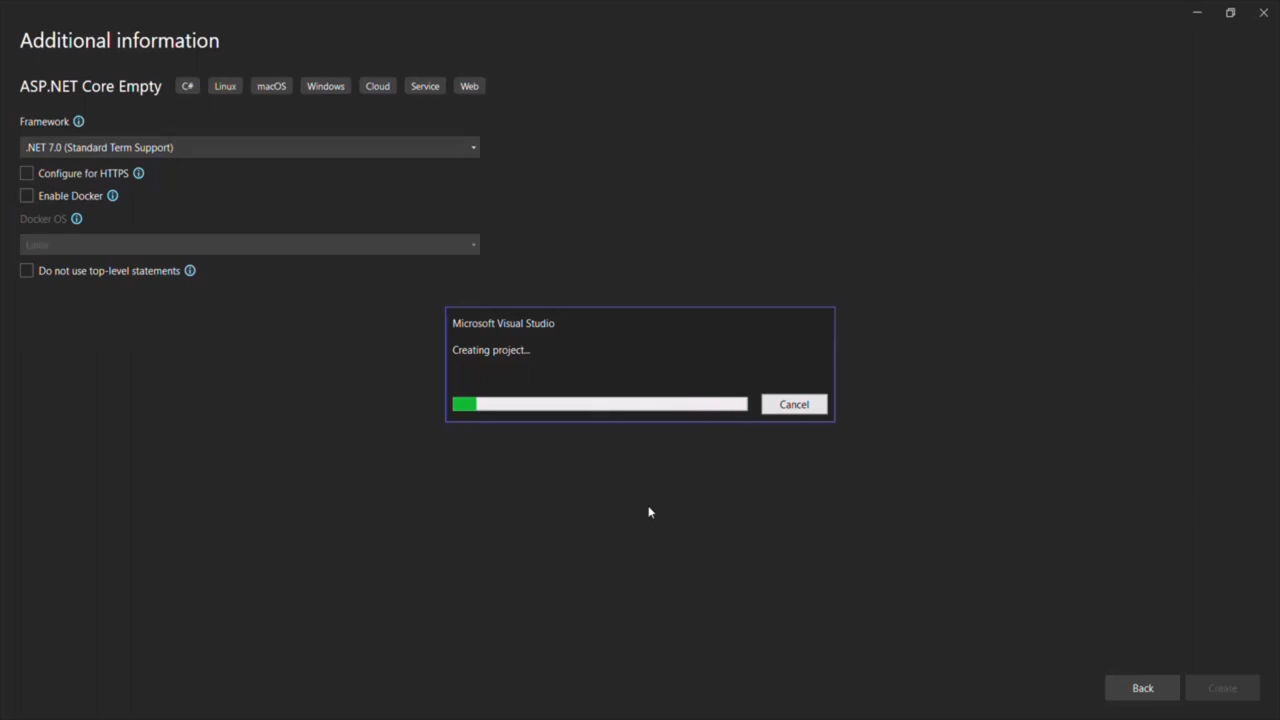 Additional information
ASP.NET Core Empty C# Linux macOS Windows Cloud Service Web
Framework
.NET 7.0 (Standard Term Support)
Configure for HTTPS
Enable Docker
Docker OS
Linux
Do not use top-level statements
Microsoft Visual Studio
Creating project...
Cancel
Back Create